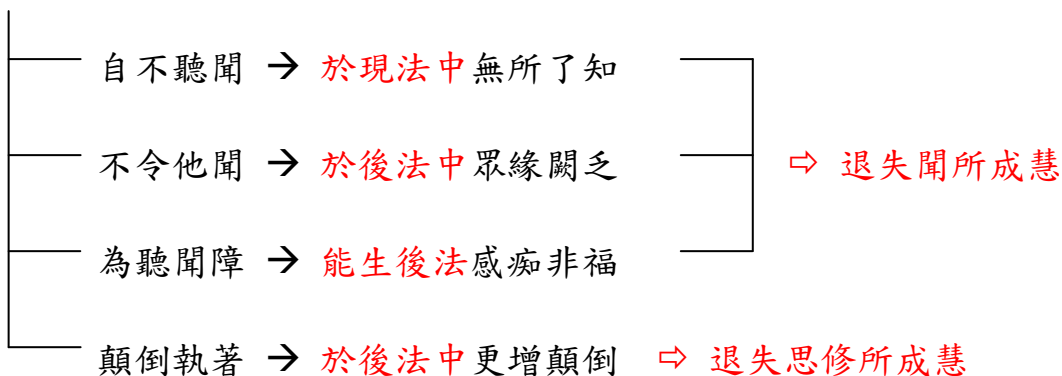 自不聽聞 → 於現法中無所了知
不令他聞 → 於後法中眾緣闕乏 ⇨ 退失聞所成慧
為聽聞障 → 能生後法感痴非福
顛倒執著 → 於後法中更增顛倒 ⇨ 退失思修所成慧